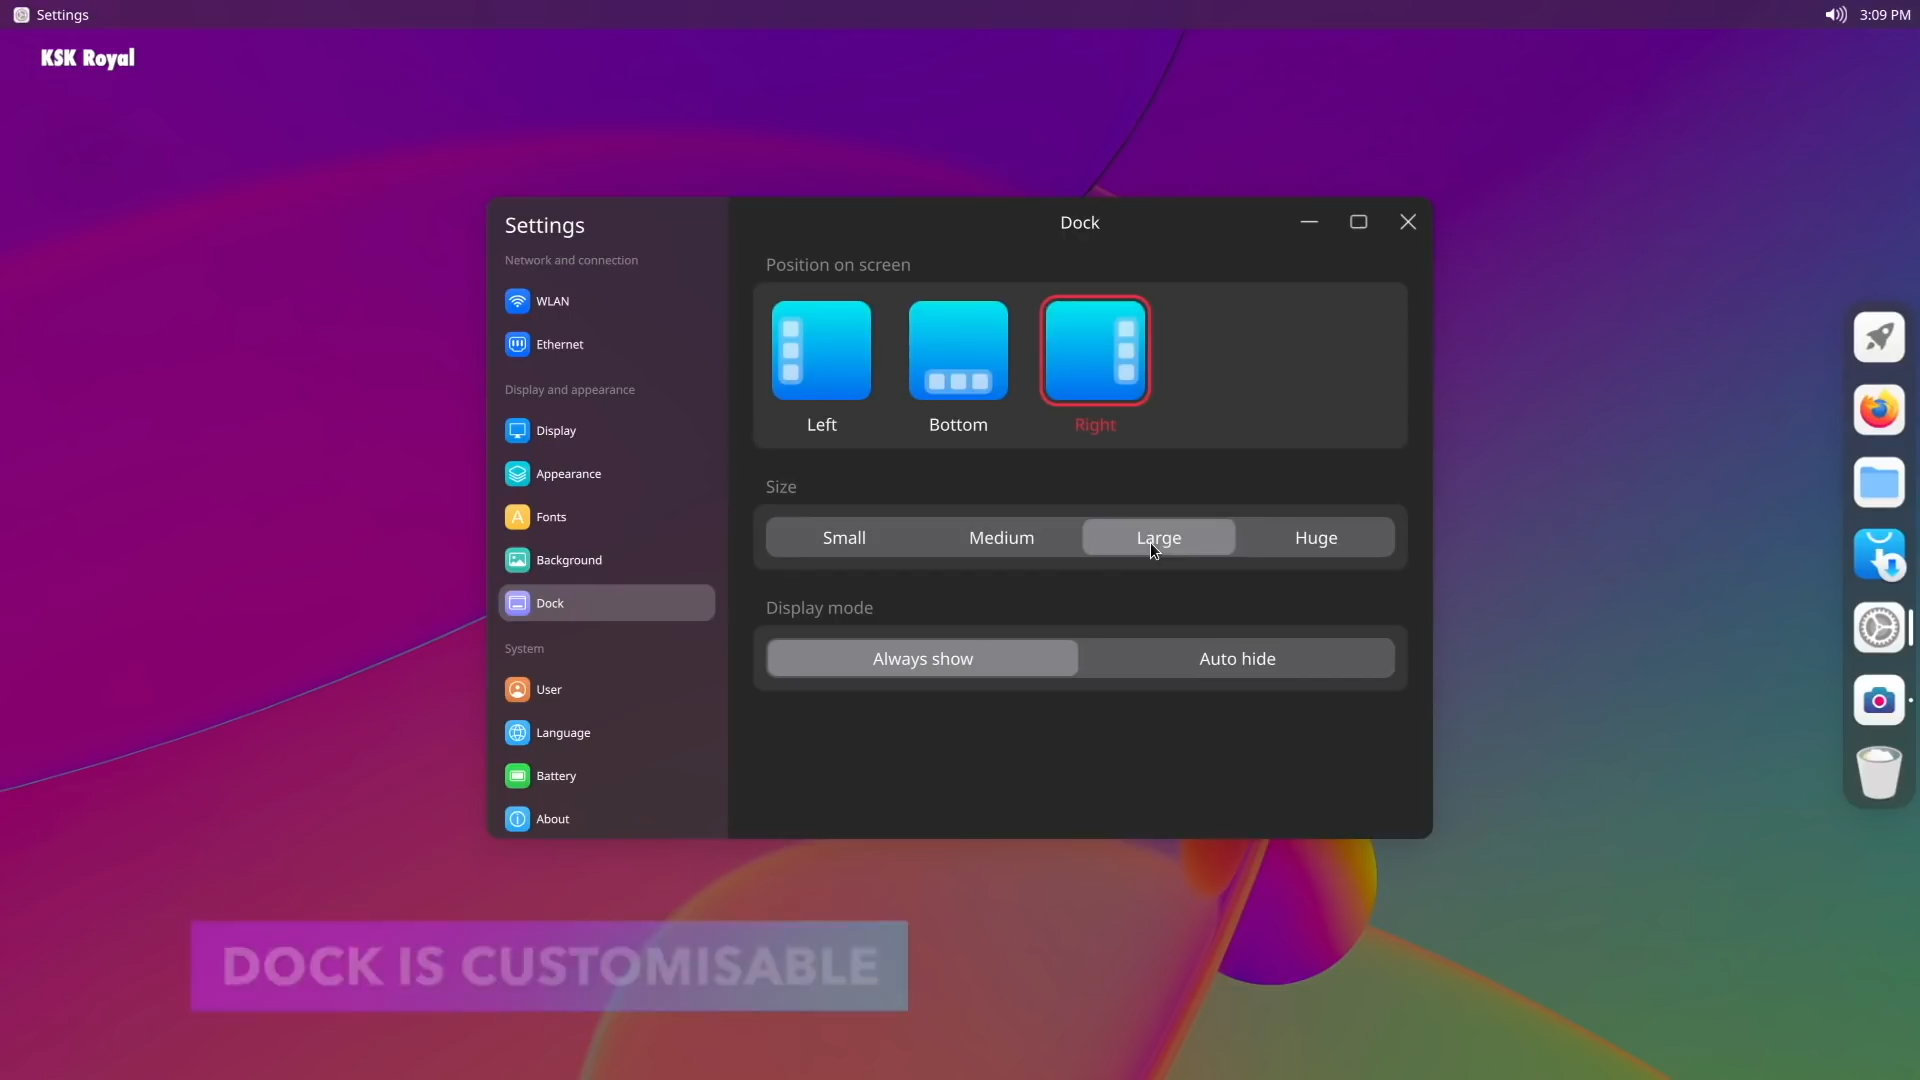 Settings
3:09 PM
KSK Royal
Settings
Dock
Network and connection
WLAN
Ethernet
Display and appearance
Display
Appearance
Fonts
Background
Dock
System
User
Language
Battery
About
Position on screen
Left
Bottom
Right
Size
Small
Medium
Large
Huge
Display mode
Always show
Auto hide
DOCK IS CUSTOMISABLE